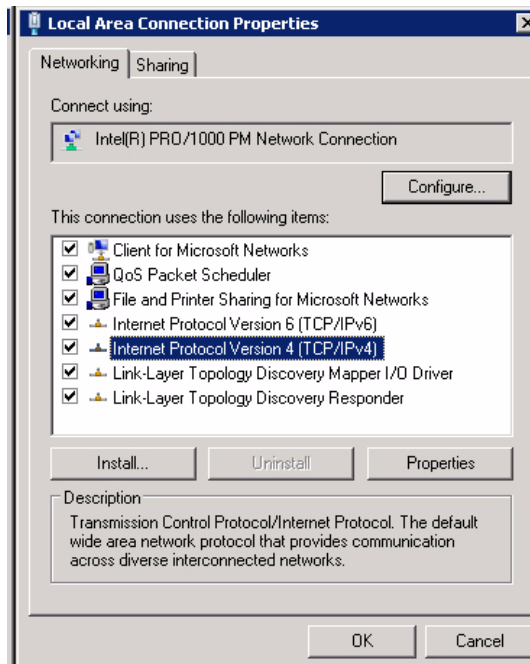 Local Area Connection Properties
Networking
Sharing
Connect using:
Intel(R) PRO/1000 PM Network Connection
Configure...
This connection uses the following items:
Client for Microsoft Networks
QoS Packet Scheduler
File and Printer Sharing for Microsoft Networks
Internet Protocol Version 6 (TCP/IPv6)
Internet Protocol Version 4 (TCP/IPv4)
Link-Layer Topology Discovery Mapper I/O Driver
Link-Layer Topology Discovery Responder
Install...
Uninstall
Properties
Description
Transmission Control Protocol/Internet Protocol. The default
wide area network protocol that provides communication
across diverse interconnected networks.
OK
Cancel